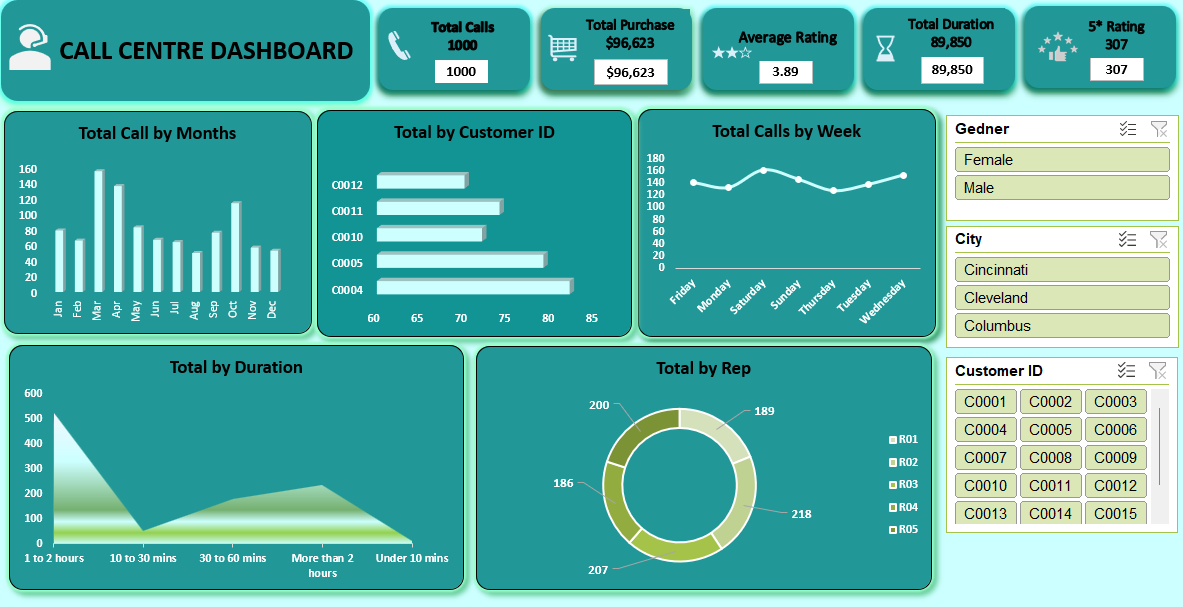 CALL CENTRE DASHBOARD
Total Calls
1000
1000
Total Purchase
$96,623
$96,623
Average Rating
3.89
Total Duration
89,850
89,850
5* Rating
307
307
Total Call by Months
160
140
120
100
80
60
40
20
0
Jan
Feb
Mar
Apr
May
Jun
Jul
Aug
Sep
Oct
Nov
Dec
Total by Customer ID
C0012
C0011
C0010
C0005
C0004
60 65 70 75 80 85
Total Calls by Week
180
160
140
120
100
80
60
40
20
0
Friday
Monday
Saturday
Sunday
Thursday
Tuesday
Wednesday
Gedner
Female
Male
City
Cincinnati
Cleveland
Columbus
Customer ID
C0001 C0002 C0003
C0004 C0005 C0006
C0007 C0008 C0009
C0010 C0011 C0012
C0013 C0014 C0015
Total by Duration
600
500
400
300
200
100
0
1 to 2 hours
10 to 30 mins
30 to 60 mins
More than 2
hours
Under 10 mins
Total by Rep
189
218
207
186
200
R01
R02
R03
R04
R05